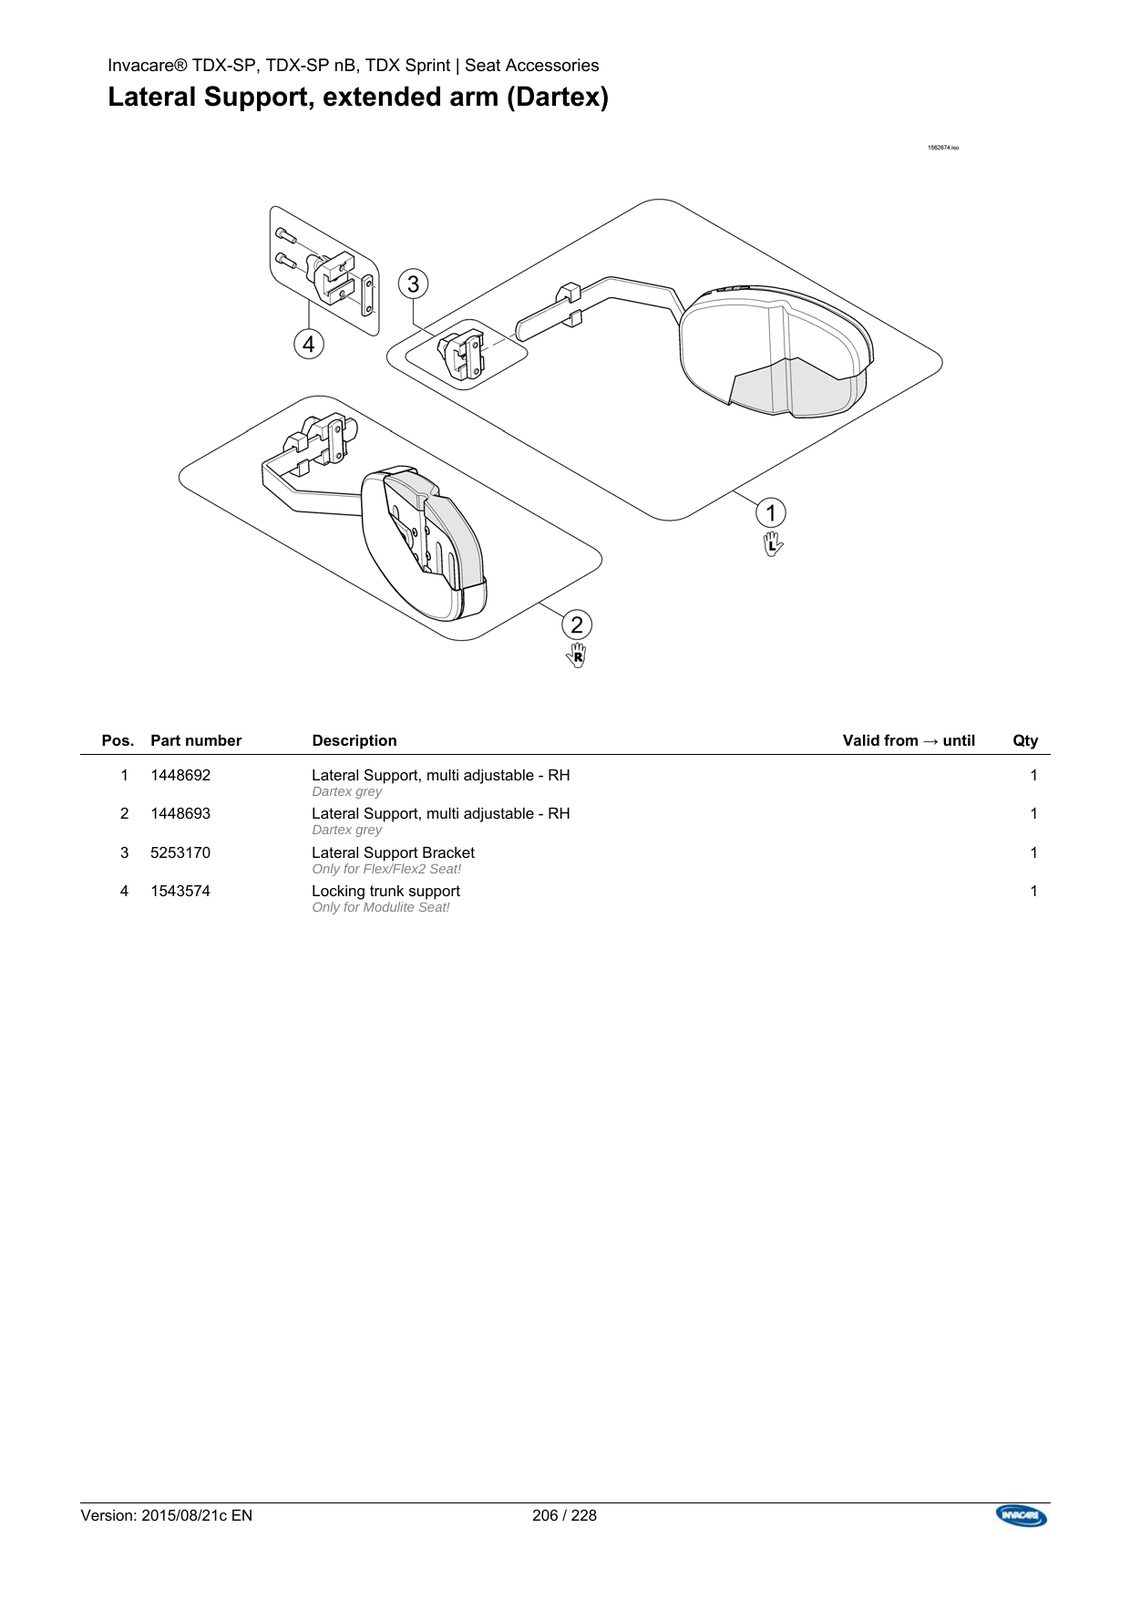 Invacare® TDX-SP, TDX-SP nB, TDX Sprint | Seat Accessories
Lateral Support, extended arm (Dartex)
1562674.iso
3
4
1
L
2
R
Pos. Part number Description Valid from → until Qty
1 1448692 Lateral Support, multi adjustable - RH 1
Dartex grey
2 1448693 Lateral Support, multi adjustable - RH 1
Dartex grey
3 5253170 Lateral Support Bracket 1
Only for Flex/Flex2 Seat!
4 1543574 Locking trunk support 1
Only for Modulite Seat!
Version: 2015/08/21c EN 206 / 228 INVACARE